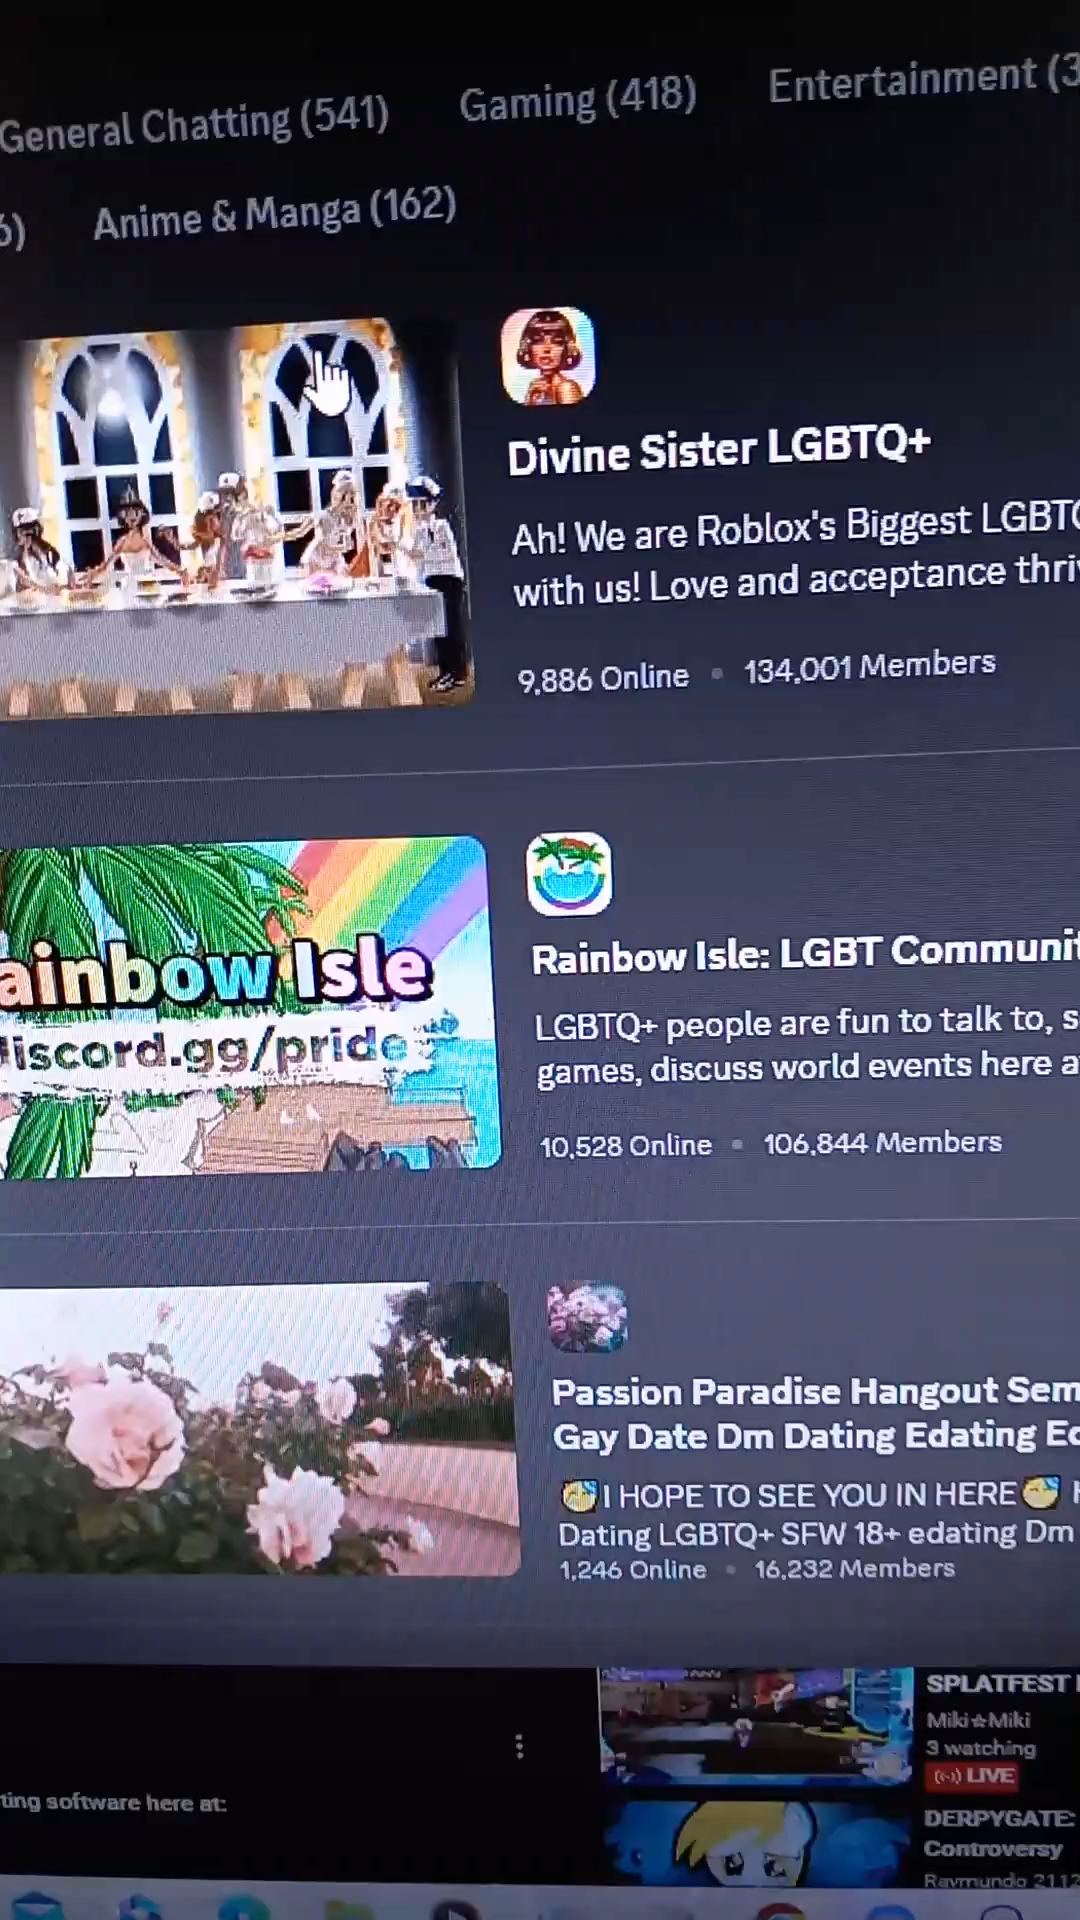 General Chatting (541) Gaming (418) Entertainment (3
6) Anime & Manga (162)
Divine Sister LGBTQ+
Ah! We are Roblox's Biggest LGBTQ
with us! Love and acceptance thri
9,886 Online • 134,001 Members
ainbow Isle
discord.gg/pride
Rainbow Isle: LGBT Communit
LGBTQ+ people are fun to talk to, s
games, discuss world events here a
10,528 Online • 106,844 Members
Passion Paradise Hangout Sem
Gay Date Dm Dating Edating Ed
🥳I HOPE TO SEE YOU IN HERE🥳 H
Dating LGBTQ+ SFW 18+ edating Dm
1,246 Online • 16,232 Members
SPLATFEST
Miki☆Miki
3 watching
LIVE
ting software here at:
DERPYGATE:
Controversy
Raymundo 2112